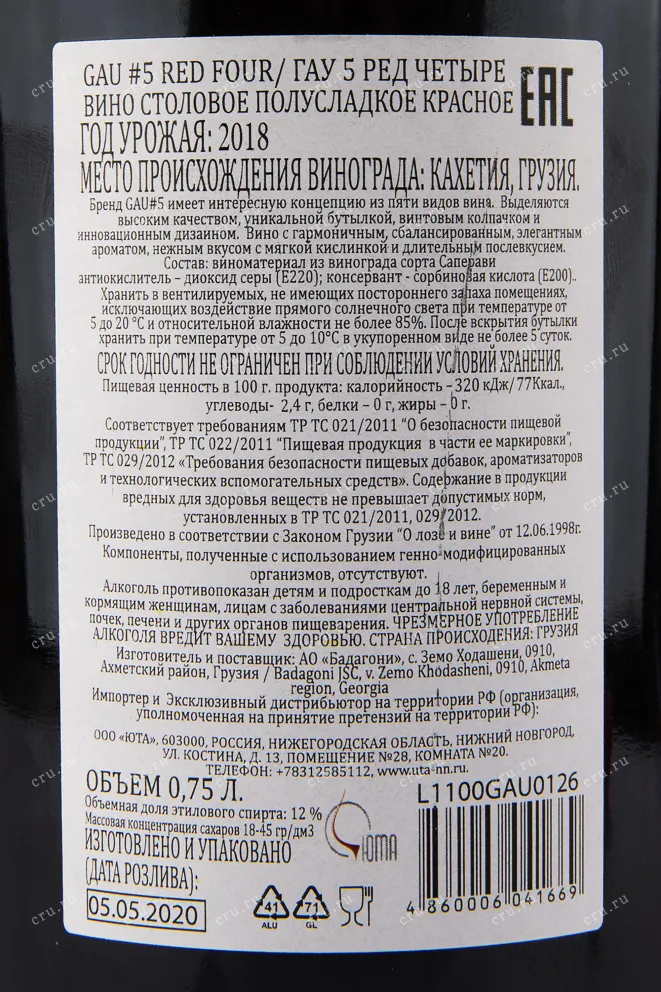 GAU #5 RED FOUR/ ГАУ 5 РЕД ЧЕТЫРЕ
ВИНО СТОЛОВОЕ ПОЛУСЛАДКОЕ КРАСНОЕ
EAC
ГОД УРОЖАЯ: 2018
МЕСТО ПРОИСХОЖДЕНИЯ ВИНОГРАДА: КАХЕТИЯ, ГРУЗИЯ.
Бренд GAU#5 имеет интересную концепцию из пяти видов вина. Выделяются
высоким качеством, уникальной бутылкой, винтовым колпачком и
инновационным дизаином. Вино с гармоничным, сбалансированным, элегантным
ароматом, нежным вкусом с мягкой кислинкой и длительным послевкусием.
Состав: виноматериал из винограда сорта Саперави
антиокислитель – диоксид серы (Е220); консервант - сорбиновая кислота (Е200)..
Хранить в вентилируемых, не имеющих постороннего запаха помещениях,
исключающих воздействие прямого солнечного света при температуре от
5 до 20 °С и относительной влажности не более 85%. После вскрытия бутылки
хранить при температуре от 5 до 10°С в укупоренном виде не более 5 суток.
СРОК ГОДНОСТИ НЕ ОГРАНИЧЕН ПРИ СОБЛЮДЕНИИ УСЛОВИЙ ХРАНЕНИЯ.
Пищевая ценность в 100 г. продукта: калорийность –320 кДж/77Ккал.,
углеводы- 2,4 г, белки – 0 г, жиры – 0 г.
Соответствует требованиям ТР ТС 021/2011 "О безопасности пищевой
продукции", ТР ТС 022/2011 "Пищевая продукция в части ее маркировки",
ТР ТС 029/2012 «Требования безопасности пищевых добавок, ароматизаторов
и технологических вспомогательных средств». Содержание в продукции
вредных для здоровья веществ не превышает допустимых норм,
установленных в ТР ТС 021/2011, 029/2012.
Произведено в соответствии с Законом Грузии "О лозе и вине" от 12.06.1998г.
Компоненты, полученные с использованием генно-модифицированных
организмов, отсутствуют.
Алкоголь противопоказан детям и подросткам до 18 лет, беременным и
кормящим женщинам, лицам с заболеваниями центральной нервной системы,
почек, печени и других органов пищеварения. ЧРЕЗМЕРНОЕ УПОТРЕБЛЕНИЕ
АЛКОГОЛЯ ВРЕДИТ ВАШЕМУ ЗДОРОВЬЮ. СТРАНА ПРОИСХОЖДЕНИЯ: ГРУЗИЯ
Изготовитель и поставщик: АО «Бадагони», с. Земо Ходашени, 0910,
Ахметский район, Грузия / Badagoni JSC, v. Zemo Khodasheni, 0910, Akmeta
region, Georgia
Импортер и Эксклюзивный дистрибьютор на территории РФ (организация,
уполномоченная на принятие претензий на территории РФ):
ООО «ЮТА», 603000, РОССИЯ, НИЖЕГОРОДСКАЯ ОБЛАСТЬ, НИЖНИЙ НОВГОРОД,
УЛ. КОСТИНА, Д. 13, ПОМЕЩЕНИЕ №28, КОМНАТА №20.
ТЕЛЕФОН: +78312585112, www.uta-nn.ru.
ОБЪЕМ 0,75 Л.
Объемная доля этилового спирта: 12 %
Массовая концентрация сахаров 18-45 гр/дм3
ИЗГОТОВЛЕНО И УПАКОВАНО
(ДАТА РОЗЛИВА):
05.05.2020
ЮТА
41
ALU
71
GL
L1100GAU0126
4 860006 041669